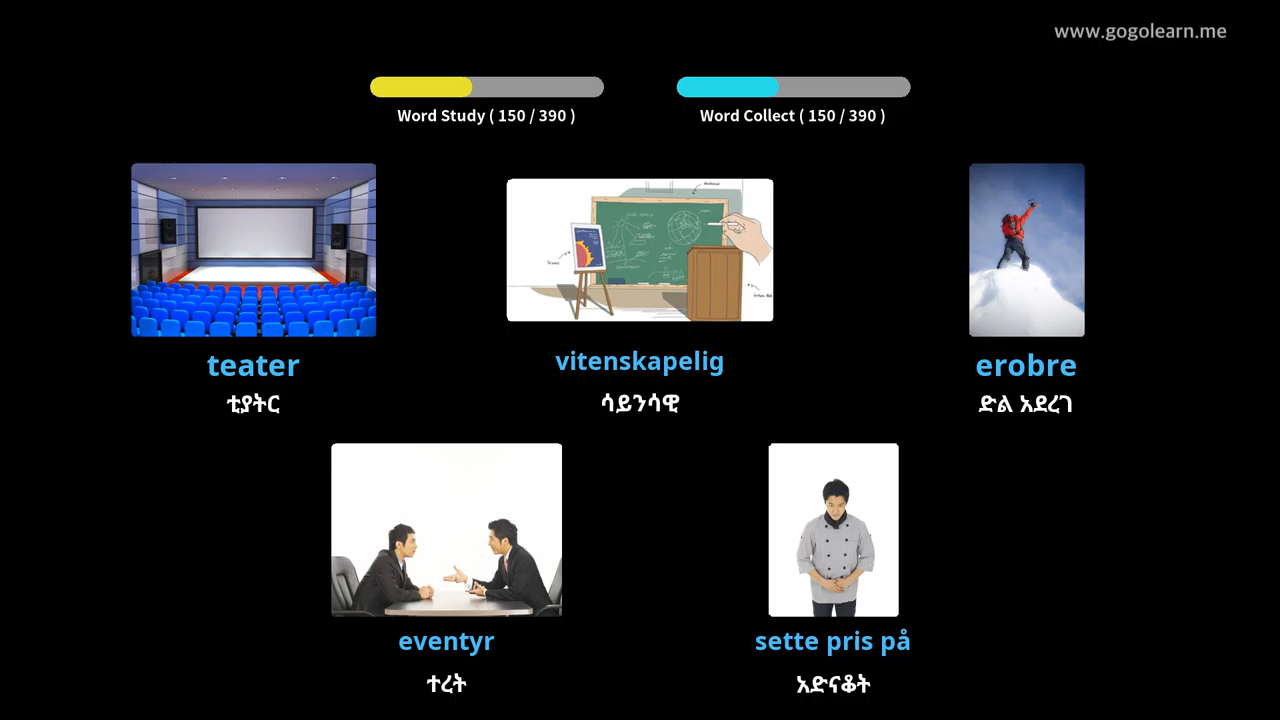 www.gogolearn.me
Word Study ( 150 / 390 )
Word Collect ( 150 / 390 )
teater
ቲያትር
vitenskapelig
ሳይንሳዊ
erobre
ድል አደረገ
eventyr
ተረት
sette pris på
አድናቆት